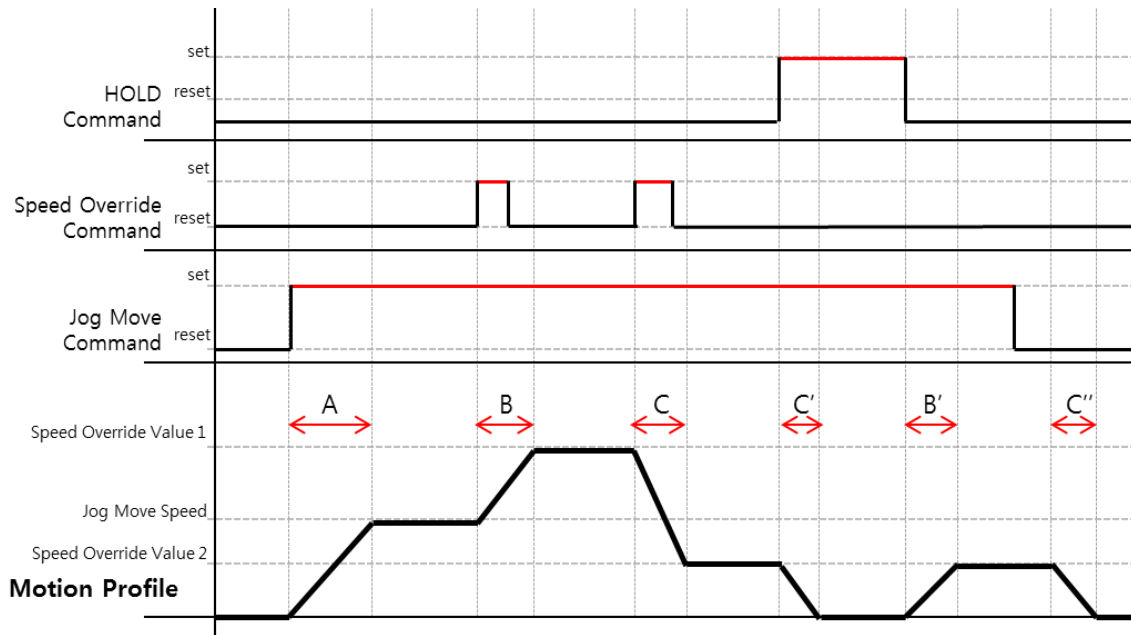 set
HOLD reset
Command
set
Speed Override reset
Command
set
Jog Move reset
Command
A B C C' B' C''
Speed Override Value 1
Jog Move Speed
Speed Override Value 2
Motion Profile